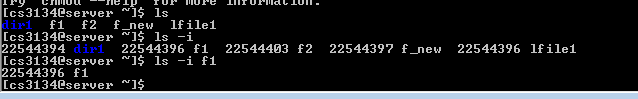 Try 'chmod --help' for more information.
[cs3134@server ~]$ ls
dir1 f1 f2 f_new lfile1
[cs3134@server ~]$ ls -i
22544394 dir1 22544396 f1 22544403 f2 22544397 f_new 22544396 lfile1
[cs3134@server ~]$ ls -i f1
22544396 f1
[cs3134@server ~]$